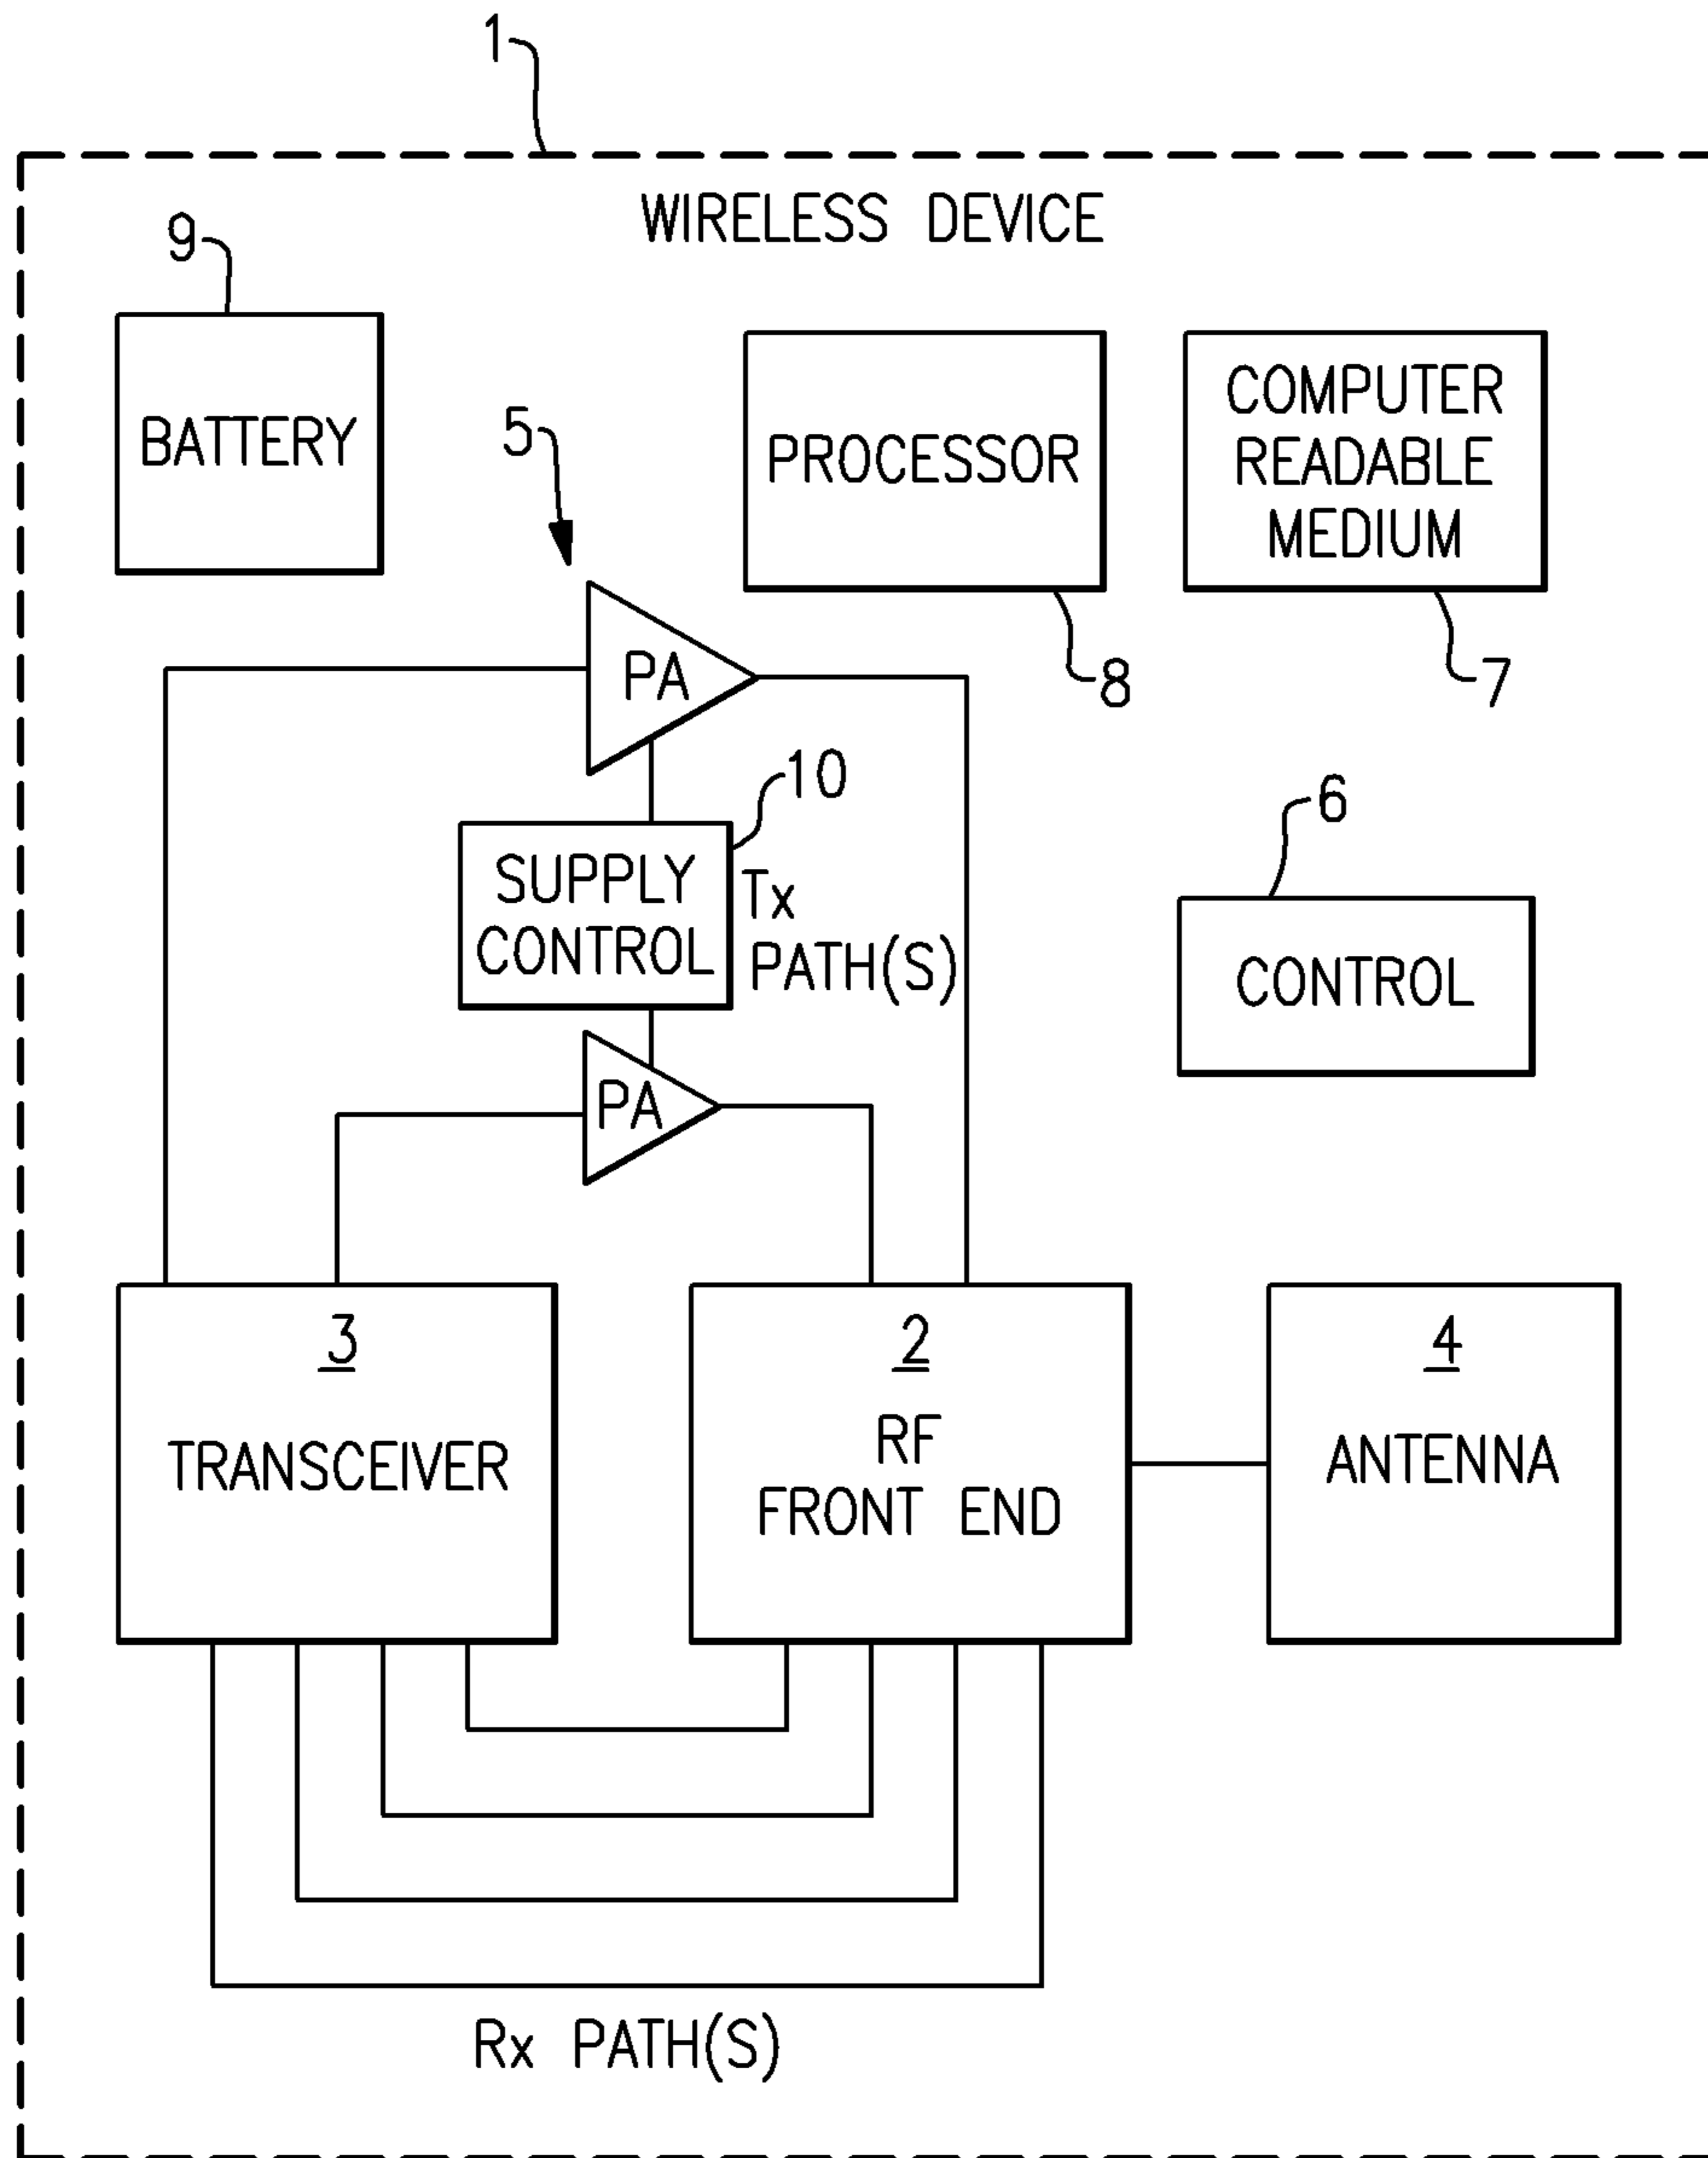 1
WIRELESS DEVICE
9
BATTERY
5
PROCESSOR
COMPUTER
READABLE
MEDIUM
PA
8
7
10
6
SUPPLY
CONTROL
Tx
PATH(S)
CONTROL
PA
3
TRANSCEIVER
2
RF
FRONT END
4
ANTENNA
Rx PATH(S)